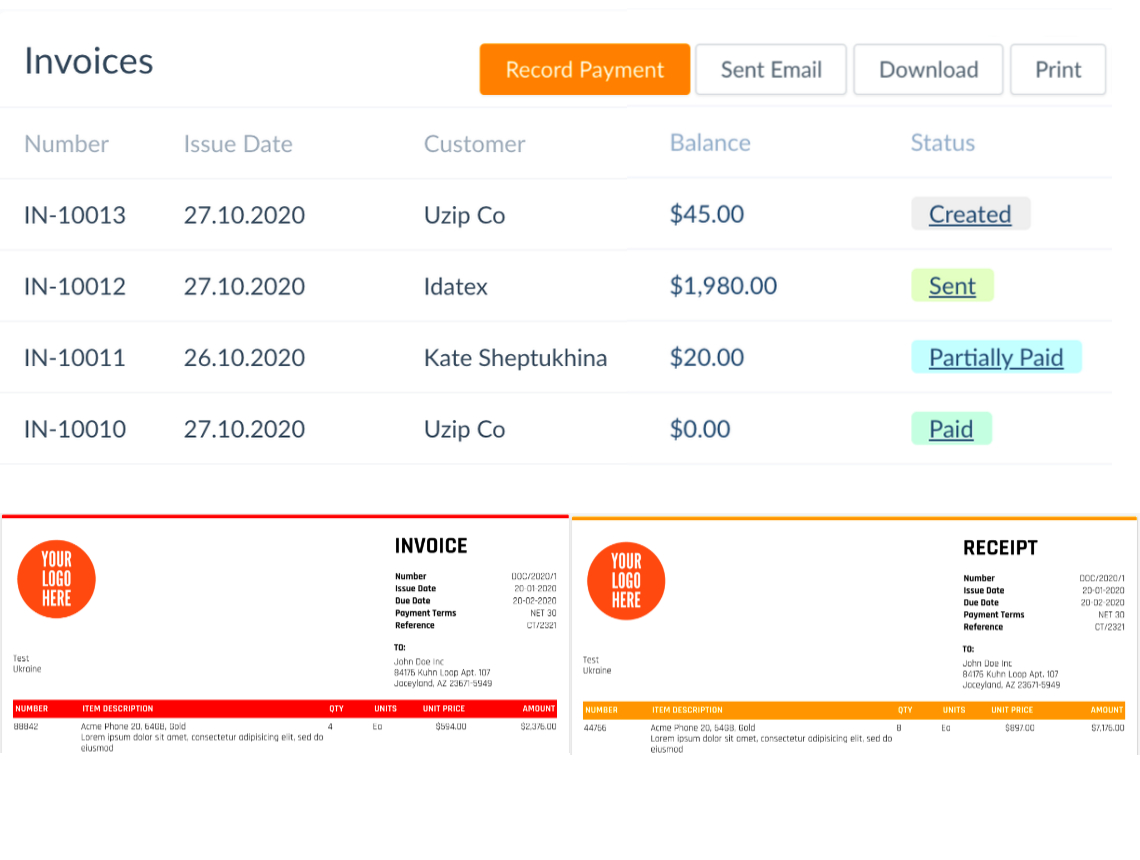 Invoices
Record Payment Sent Email Download Print
Number Issue Date Customer Balance Status
IN-10013 27.10.2020 Uzip Co $45.00 Created
IN-10012 27.10.2020 Idatex $1,980.00 Sent
IN-10011 26.10.2020 Kate Sheptukhina $20.00 Partially Paid
IN-10010 27.10.2020 Uzip Co $0.00 Paid
YOUR
LOGO
HERE
INVOICE
Number DOC/2020/1
Issue Date 20-01-2020
Due Date 20-02-2020
Payment Terms NET 30
Reference CT/2321
TO:
John Doe Inc
84176 Kuhn Loop Apt. 107
Jaceyland, AZ 23671-5949
Test
Ukraine
NUMBER ITEM DESCRIPTION QTY UNITS UNIT PRICE AMOUNT
88842 Acme Phone 20, 64GB, Gold 4 Ea $594.00 $2,376.00
Lorem ipsum dolor sit amet, consectetur adipisicing elit, sed do
eiusmod
YOUR
LOGO
HERE
RECEIPT
Number DOC/2020/1
Issue Date 20-01-2020
Due Date 20-02-2020
Payment Terms NET 30
Reference CT/2321
TO:
John Doe Inc
84176 Kuhn Loop Apt. 107
Jaceyland, AZ 23671-5949
Test
Ukraine
NUMBER ITEM DESCRIPTION QTY UNITS UNIT PRICE AMOUNT
44766 Acme Phone 20, 64GB, Gold 8 Ea $897.00 $7,176.00
Lorem ipsum dolor sit amet, consectetur adipisicing elit, sed do
eiusmod